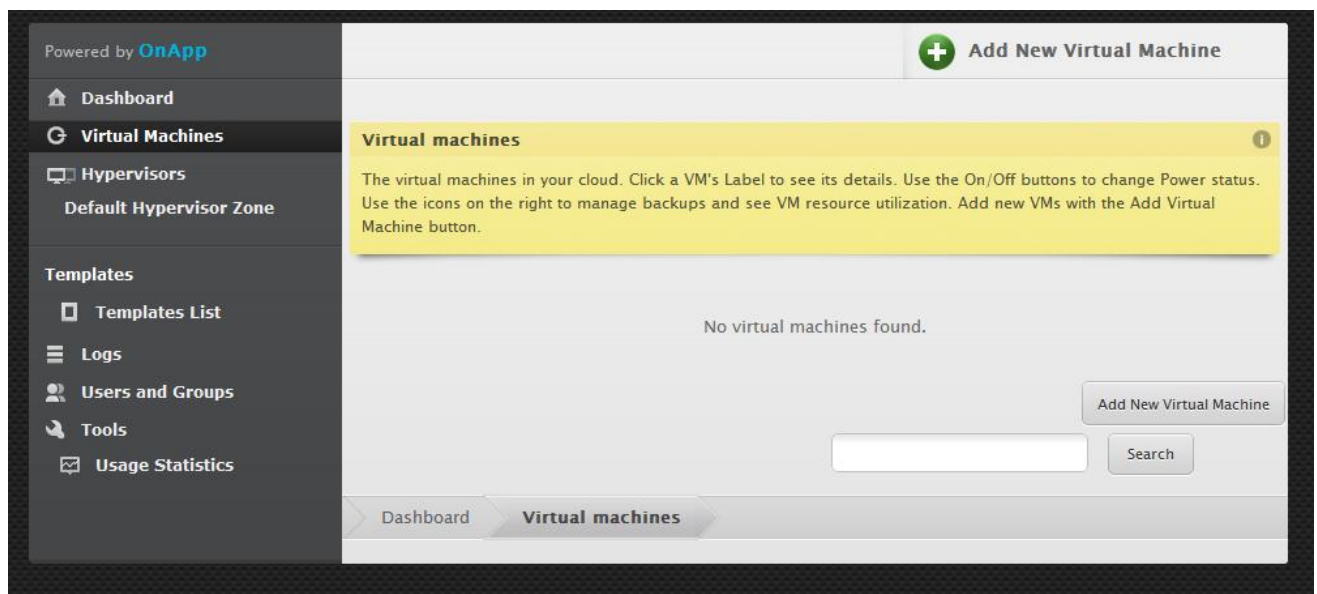 Powered by OnApp
Dashboard
Virtual Machines
Hypervisors
Default Hypervisor Zone
Templates
Templates List
Logs
Users and Groups
Tools
Usage Statistics
Add New Virtual Machine
Virtual machines
The virtual machines in your cloud. Click a VM's Label to see its details. Use the On/Off buttons to change Power status.
Use the icons on the right to manage backups and see VM resource utilization. Add new VMs with the Add Virtual
Machine button.
No virtual machines found.
Add New Virtual Machine
Search
Dashboard
Virtual machines